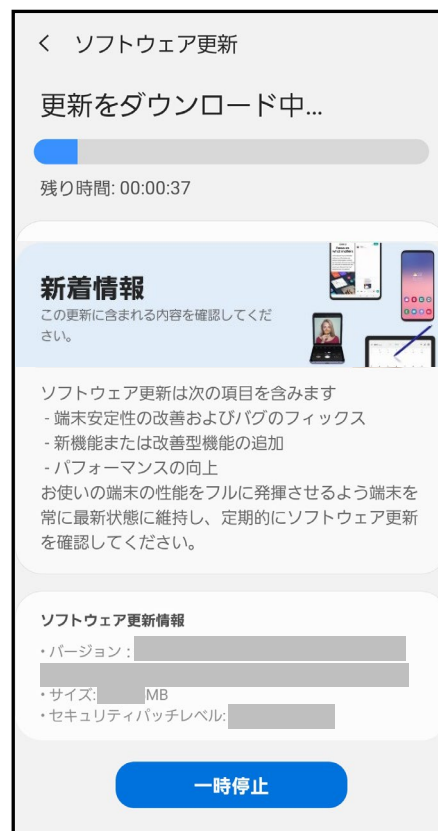 ソフトウェア更新
更新をダウンロード中...
残り時間: 00:00:37
新着情報
この更新に含まれる内容を確認してくだ
さい。
ソフトウェア更新は次の項目を含みます
- 端末安定性の改善およびバグのフィックス
- 新機能または改善型機能の追加
- パフォーマンスの向上
お使いの端末の性能をフルに発揮させるよう端末を
常に最新状態に維持し、定期的にソフトウェア更新
を確認してください。
ソフトウェア更新情報
・バージョン :
・サイズ: MB
・セキュリティパッチレベル:
一時停止